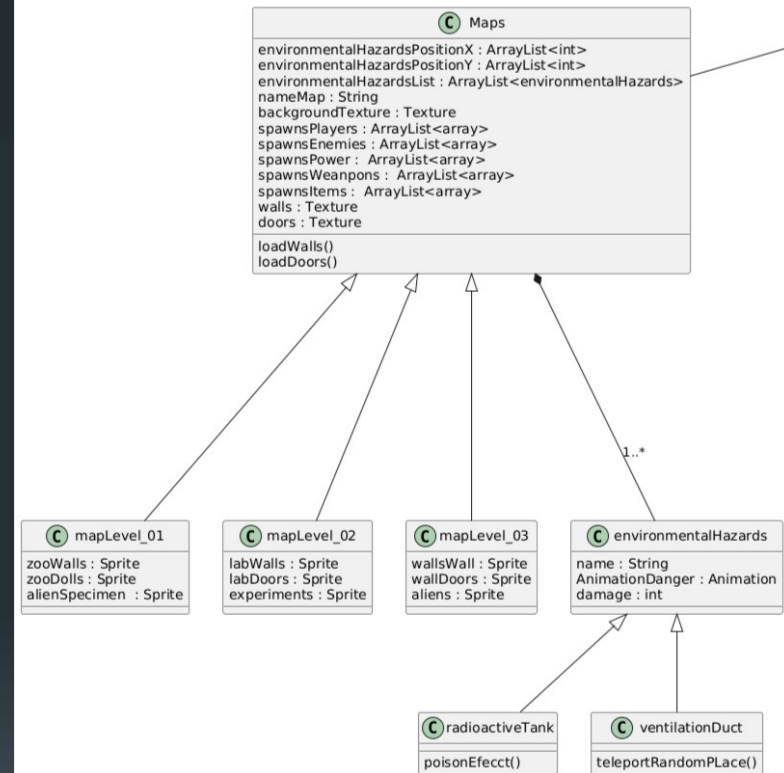 C Maps
environmentalHazardsPositionX : ArrayList<int>
environmentalHazardsPositionY : ArrayList<int>
environmentalHazardsList : ArrayList<environmentalHazards>
nameMap : String
backgroundTexture : Texture
spawnsPlayers : ArrayList<array>
spawnsEnemies : ArrayList<array>
spawnsPower : ArrayList<array>
spawnsWeanpons : ArrayList<array>
spawnsItems : ArrayList<array>
walls : Texture
doors : Texture
loadWalls()
loadDoors()
1..*
C mapLevel_01
zooWalls : Sprite
zooDolls : Sprite
alienSpecimen : Sprite
C mapLevel_02
labWalls : Sprite
labDoors : Sprite
experiments : Sprite
C mapLevel_03
wallsWall : Sprite
wallDoors : Sprite
aliens : Sprite
C environmentalHazards
name : String
AnimationDanger : Animation
damage : int
C radioactiveTank
poisonEfecct()
C ventilationDuct
teleportRandomPLace()